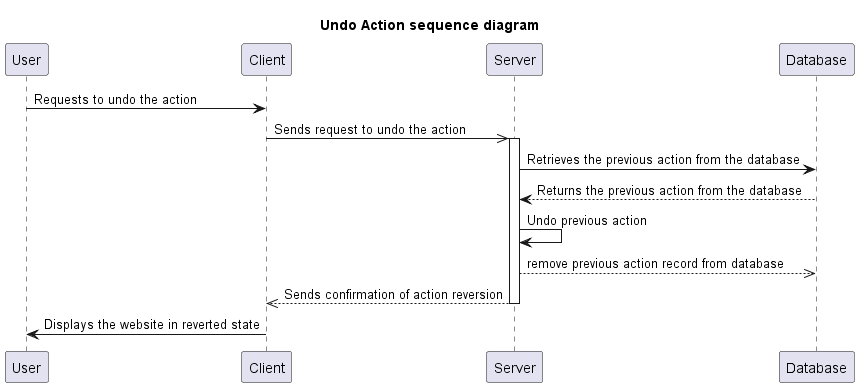 Undo Action sequence diagram
User
Client
Server
Database
Requests to undo the action
Sends request to undo the action
Retrieves the previous action from the database
Returns the previous action from the database
Undo previous action
remove previous action record from database
Sends confirmation of action reversion
Displays the website in reverted state
User
Client
Server
Database